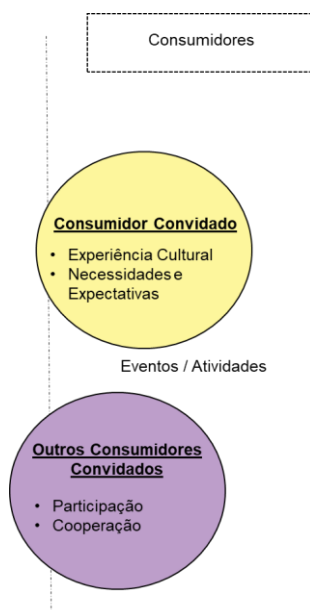 Consumidores
Consumidor Convidado
• Experiência Cultural
• Necessidades e
Expectativas
Eventos / Atividades
Outros Consumidores
Convidados
• Participação
• Cooperação